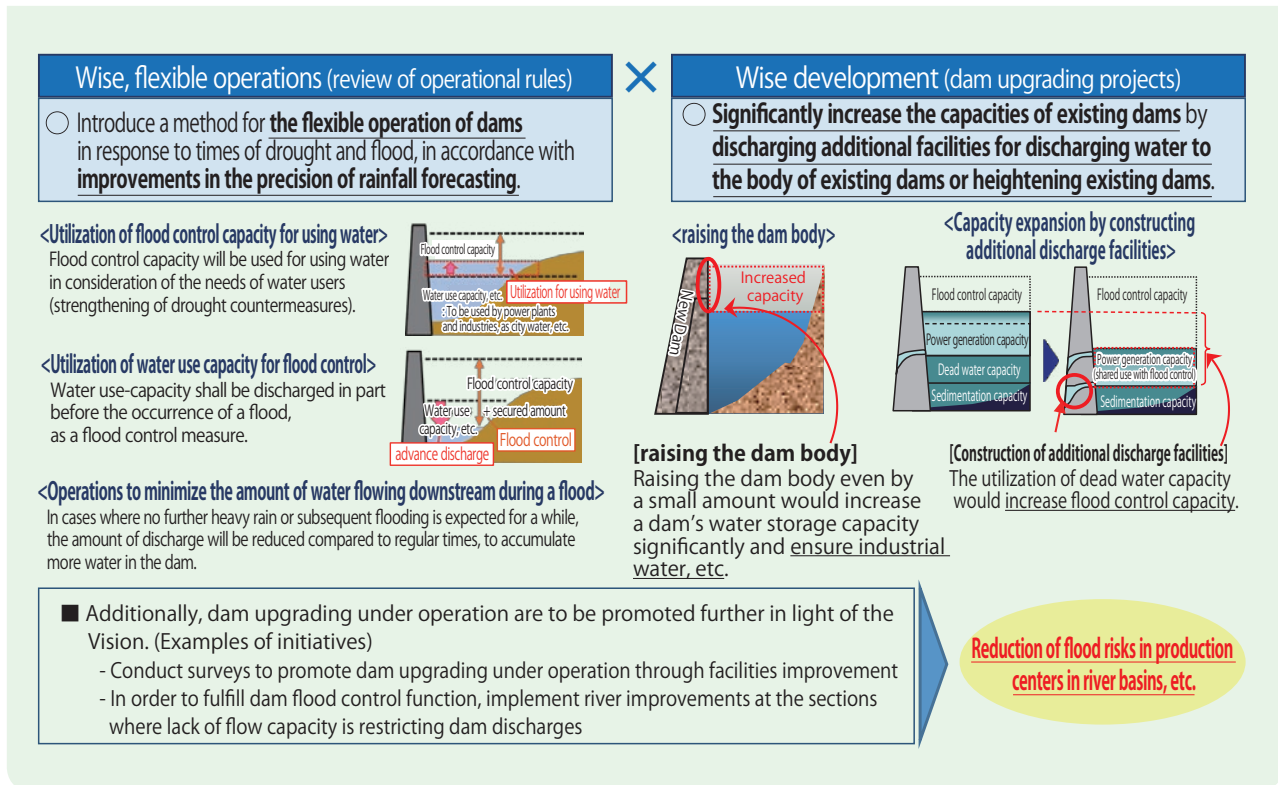 Wise, flexible operations (review of operational rules)
×
Wise development (dam upgrading projects)
○ Introduce a method for the flexible operation of dams
in response to times of drought and flood, in accordance with
improvements in the precision of rainfall forecasting.
○ Significantly increase the capacities of existing dams by
discharging additional facilities for discharging water to
the body of existing dams or heightening existing dams.
<Utilization of flood control capacity for using water>
Flood control capacity will be used for using water
in consideration of the needs of water users
(strengthening of drought countermeasures).
Flood control capacity
Water use capacity, etc.
Utilization for using water
: To be used by power plants
and industries, as city water, etc.
<Utilization of water use capacity for flood control>
Water use-capacity shall be discharged in part
before the occurrence of a flood,
as a flood control measure.
Flood control capacity
+ secured amount
Water use
capacity, etc.
Flood control
advance discharge
<Operations to minimize the amount of water flowing downstream during a flood>
In cases where no further heavy rain or subsequent flooding is expected for a while,
the amount of discharge will be reduced compared to regular times, to accumulate
more water in the dam.
<raising the dam body>
Increased
capacity
New Dam
[raising the dam body]
Raising the dam body even by
a small amount would increase
a dam's water storage capacity
significantly and ensure industrial
water, etc.
<Capacity expansion by constructing
additional discharge facilities>
Flood control capacity
Power generation capacity
Dead water capacity
Sedimentation capacity
Flood control capacity
Power generation capacity
(shared use with flood control)
Sedimentation capacity
[Construction of additional discharge facilities]
The utilization of dead water capacity
would increase flood control capacity.
■ Additionally, dam upgrading under operation are to be promoted further in light of the
Vision. (Examples of initiatives)
- Conduct surveys to promote dam upgrading under operation through facilities improvement
- In order to fulfill dam flood control function, implement river improvements at the sections
where lack of flow capacity is restricting dam discharges
Reduction of flood risks in production
centers in river basins, etc.